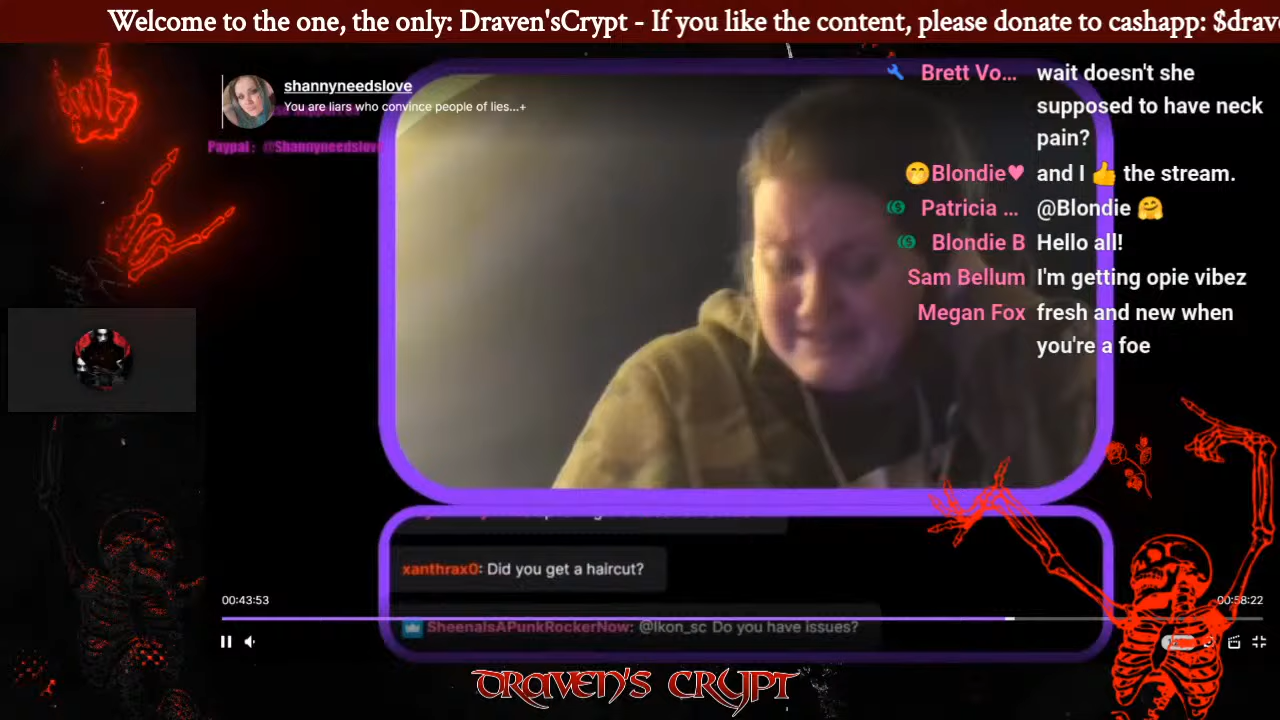 Welcome to the one, the only: Draven'sCrypt - If you like the content, please donate to cashapp: $drav
shannyneedslove
You are liars who convince people of lies...+
Paypal: @Shannyneedslove
Brett Vo... wait doesn't she
supposed to have neck
pain?
🤭Blondie♥ and I 👍 the stream.
Patricia ... @Blondie 🤗
Blondie B Hello all!
Sam Bellum I'm getting opie vibez
Megan Fox fresh and new when
you're a foe
xanthrax0: Did you get a haircut?
00:43:53
00:58:22
SheenaIsAPunkRockerNow: @Ikon_sc Do you have issues?
DRAVEN'S CRYPT